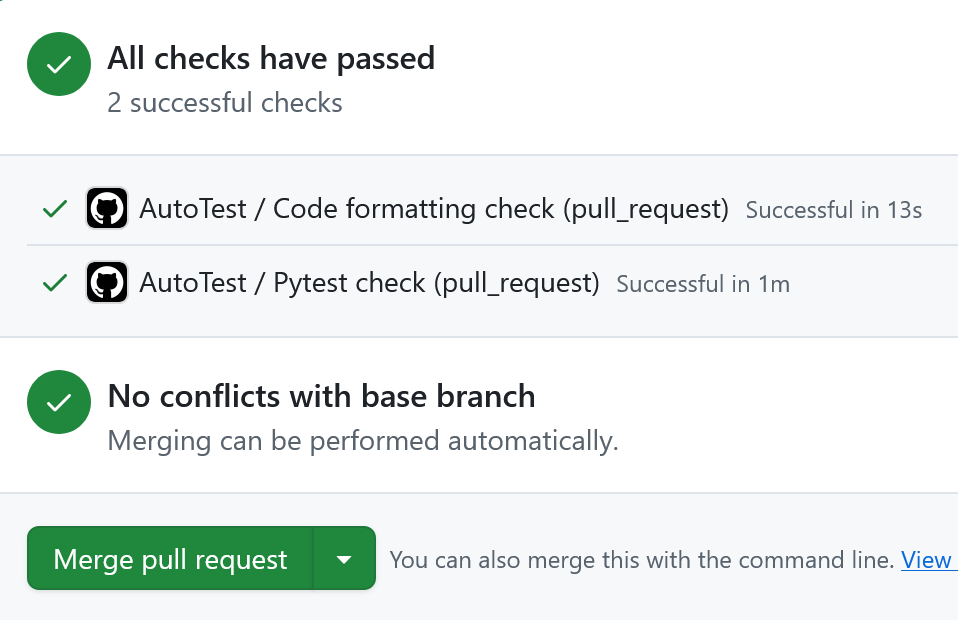 All checks have passed
2 successful checks
AutoTest / Code formatting check (pull_request) Successful in 13s
AutoTest / Pytest check (pull_request) Successful in 1m
No conflicts with base branch
Merging can be performed automatically.
Merge pull request You can also merge this with the command line. View